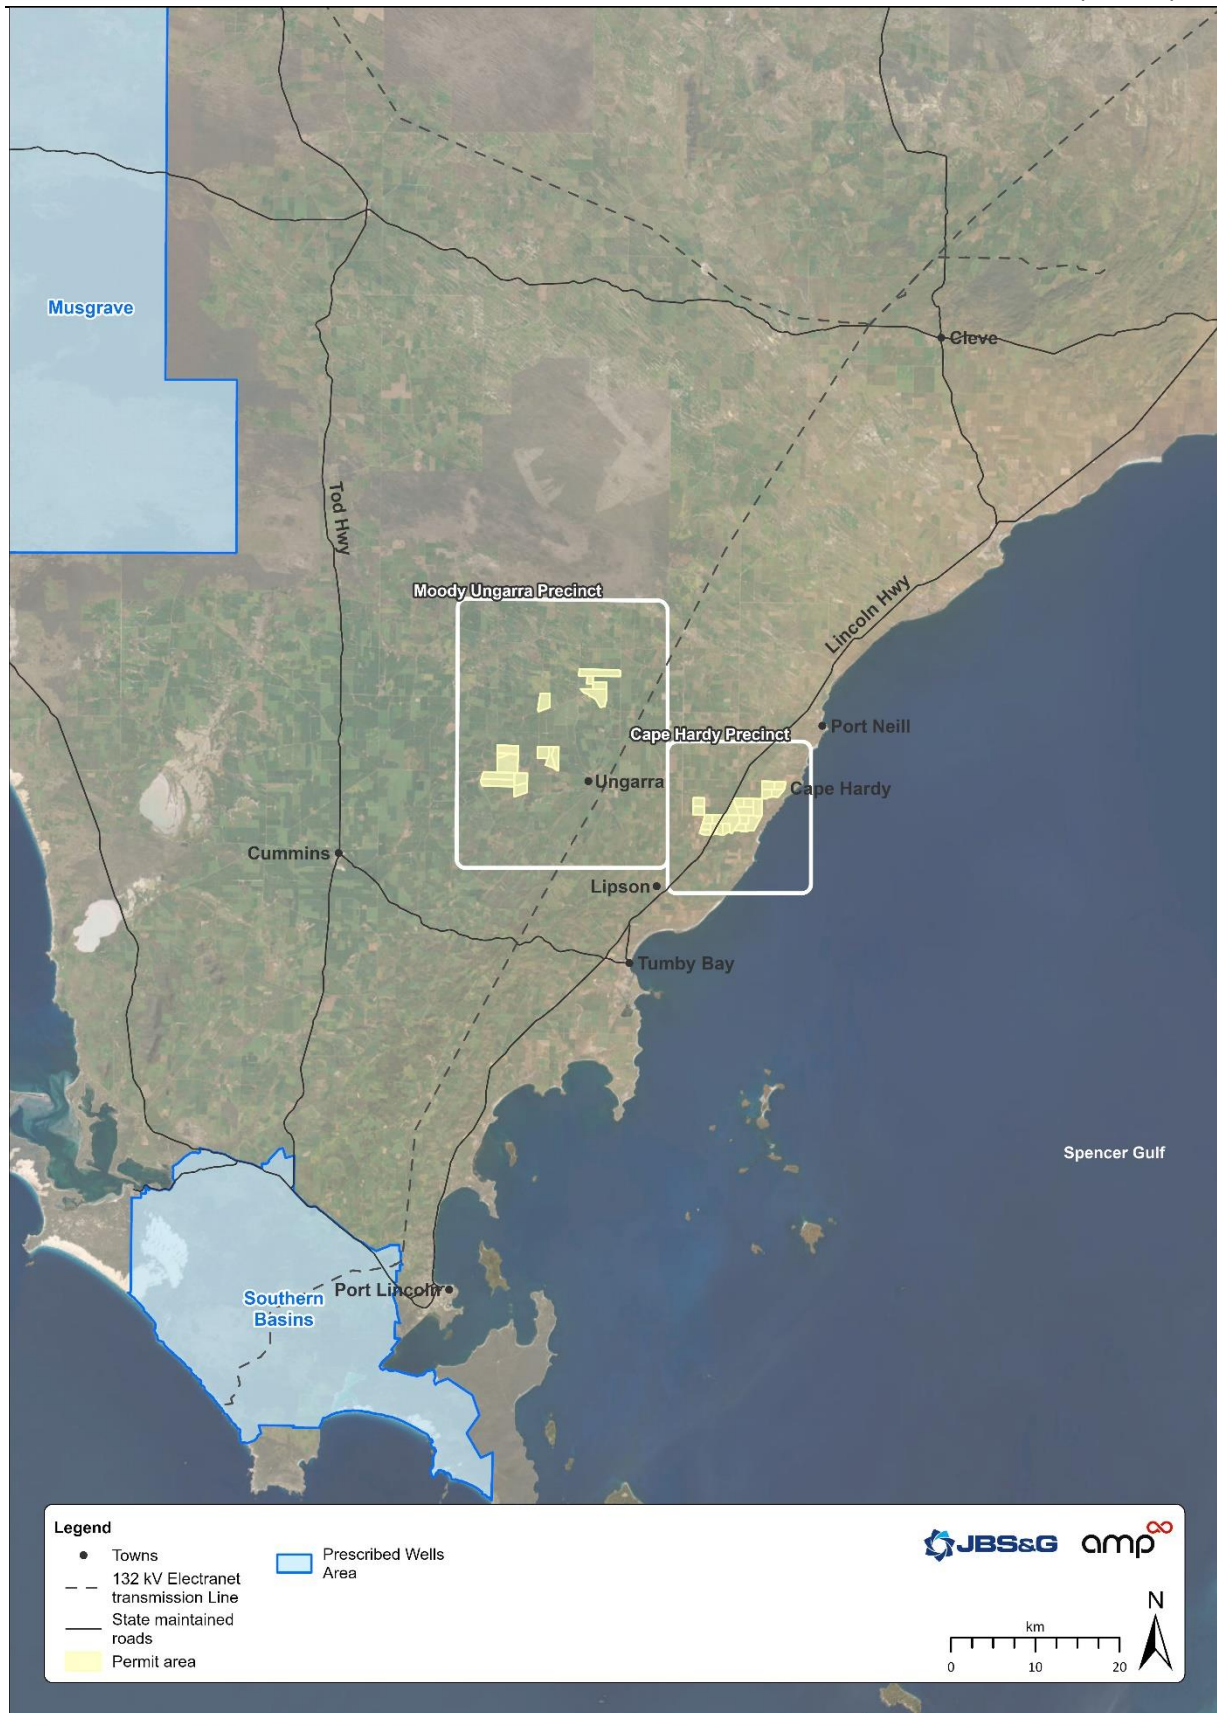 Musgrave
Cleve
Tod Hwy
Moody Ungarra Precinct
Lincoln Hwy
Port Neill
Cape Hardy Precinct
Ungarra
Cape Hardy
Cummins
Lipson
Tumby Bay
Spencer Gulf
Port Lincoln
Southern
Basins
Legend
Towns
132 kV Electranet
transmission Line
State maintained
roads
Permit area
Prescribed Wells
Area
JBS&G
amp
N
km
0 10 20